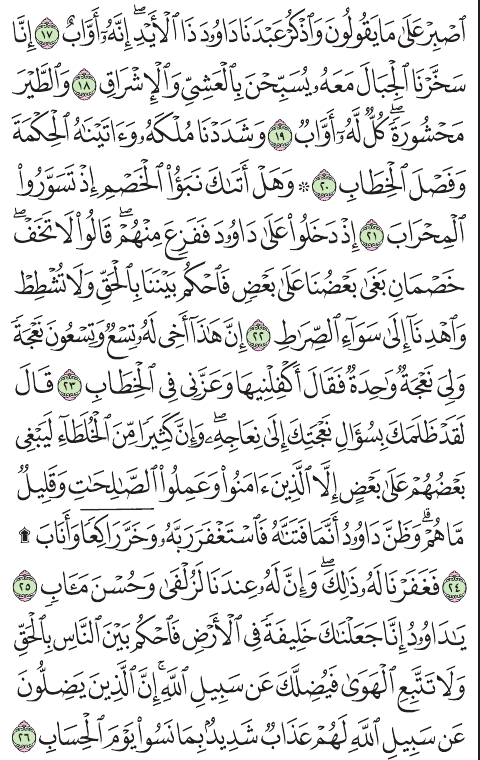 ٱصۡبِرۡ عَلَىٰ مَا يَقُولُونَ وَٱذۡكُرۡ عَبۡدَنَا دَاوُۥدَ ذَا ٱلۡأَيۡدِۖ إِنَّهُۥٓ أَوَّابٌ ١٧ إِنَّا
سَخَّرۡنَا ٱلۡجِبَالَ مَعَهُۥ يُسَبِّحۡنَ بِٱلۡعَشِيِّ وَٱلۡإِشۡرَاقِ ١٨ وَٱلطَّيۡرَ
مَحۡشُورَةٗۖ كُلّٞ لَّهُۥٓ أَوَّابٞ ١٩ وَشَدَدۡنَا مُلۡكَهُۥ وَءَاتَيۡنَٰهُ ٱلۡحِكۡمَةَ
وَفَصۡلَ ٱلۡخِطَابِ ٢٠ ۞ وَهَلۡ أَتَىٰكَ نَبَؤُاْ ٱلۡخَصۡمِ إِذۡ تَسَوَّرُواْ
ٱلۡمِحۡرَابَ ٢١ إِذۡ دَخَلُواْ عَلَىٰ دَاوُۥدَ فَفَزِعَ مِنۡهُمۡۖ قَالُواْ لَا تَخَفۡۖ
خَصۡمَانِ بَغَىٰ بَعۡضُنَا عَلَىٰ بَعۡضٖ فَٱحۡكُم بَيۡنَنَا بِٱلۡحَقِّ وَلَا تُشۡطِطۡ
وَٱهۡدِنَآ إِلَىٰ سَوَآءِ ٱلصِّرَٰطِ ٢٢ إِنَّ هَٰذَآ أَخِي لَهُۥ تِسۡعٞ وَتِسۡعُونَ نَعۡجَةٗ
وَلِيَ نَعۡجَةٞ وَٰحِدَةٞ فَقَالَ أَكۡفِلۡنِيهَا وَعَزَّنِي فِي ٱلۡخِطَابِ ٢٣ قَالَ
لَقَدۡ ظَلَمَكَ بِسُؤَالِ نَعۡجَتِكَ إِلَىٰ نِعَاجِهِۦۖ وَإِنَّ كَثِيرٗا مِّنَ ٱلۡخُلَطَآءِ لَيَبۡغِي
بَعۡضُهُمۡ عَلَىٰ بَعۡضٍ إِلَّا ٱلَّذِينَ ءَامَنُواْ وَعَمِلُواْ ٱلصَّٰلِحَٰتِ وَقَلِيلٞ
مَّا هُمۡۗ وَظَنَّ دَاوُۥدُ أَنَّمَا فَتَنَّٰهُ فَٱسۡتَغۡفَرَ رَبَّهُۥ وَخَرَّۤ رَاكِعٗاۤ وَأَنَابَ ۩
٢٤ فَغَفَرۡنَا لَهُۥ ذَٰلِكَۖ وَإِنَّ لَهُۥ عِندَنَا لَزُلۡفَىٰ وَحُسۡنَ مَـَٔابٖ ٢٥
يَٰدَاوُۥدُ إِنَّا جَعَلۡنَٰكَ خَلِيفَةٗ فِي ٱلۡأَرۡضِ فَٱحۡكُم بَيۡنَ ٱلنَّاسِ بِٱلۡحَقِّ
وَلَا تَتَّبِعِ ٱلۡهَوَىٰ فَيُضِلَّكَ عَن سَبِيلِ ٱللَّهِۚ إِنَّ ٱلَّذِينَ يَضِلُّونَ
عَن سَبِيلِ ٱللَّهِ لَهُمۡ عَذَابٞ شَدِيدُۢ بِمَا نَسُواْ يَوۡمَ ٱلۡحِسَابِ ٢٦